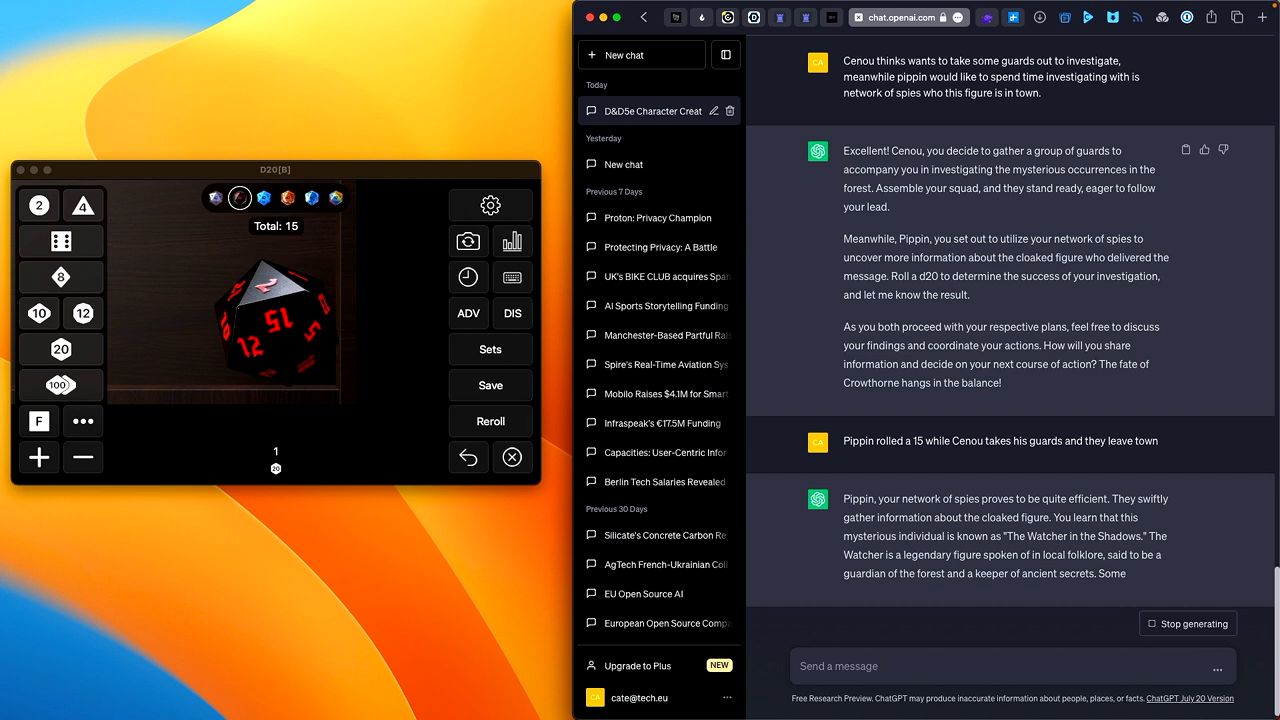 D20[B]
2
4
8
10
12
20
100
F
Total: 15
2
15
12
5
1
20
ADV
DIS
Sets
Save
Reroll
chat.openai.com
New chat
Today
D&D5e Character Creat
Yesterday
New chat
Previous 7 Days
Proton: Privacy Champion
Protecting Privacy: A Battle
UK's BIKE CLUB acquires Span
AI Sports Storytelling Funding
Manchester-Based Partful Rais
Spire's Real-Time Aviation Sys
Mobilo Raises $4.1M for Smart
Infraspeak's €17.5M Funding
Capacities: User-Centric Infor
Berlin Tech Salaries Revealed
Previous 30 Days
Silicate's Concrete Carbon Re
AgTech French-Ukrainian Coll
EU Open Source AI
European Open Source Compa
Upgrade to Plus
NEW
CA
cate@tech.eu
CA
Cenou thinks wants to take some guards out to investigate,
meanwhile pippin would like to spend time investigating with is
network of spies who this figure is in town.
Excellent! Cenou, you decide to gather a group of guards to
accompany you in investigating the mysterious occurrences in the
forest. Assemble your squad, and they stand ready, eager to follow
your lead.
Meanwhile, Pippin, you set out to utilize your network of spies to
uncover more information about the cloaked figure who delivered the
message. Roll a d20 to determine the success of your investigation,
and let me know the result.
As you both proceed with your respective plans, feel free to discuss
your findings and coordinate your actions. How will you share
information and decide on your next course of action? The fate of
Crowthorne hangs in the balance!
CA
Pippin rolled a 15 while Cenou takes his guards and they leave town
Pippin, your network of spies proves to be quite efficient. They swiftly
gather information about the cloaked figure. You learn that this
mysterious individual is known as "The Watcher in the Shadows." The
Watcher is a legendary figure spoken of in local folklore, said to be a
guardian of the forest and a keeper of ancient secrets. Some
Stop generating
Send a message
Free Research Preview. ChatGPT may produce inaccurate information about people, places, or facts. ChatGPT July 20 Version